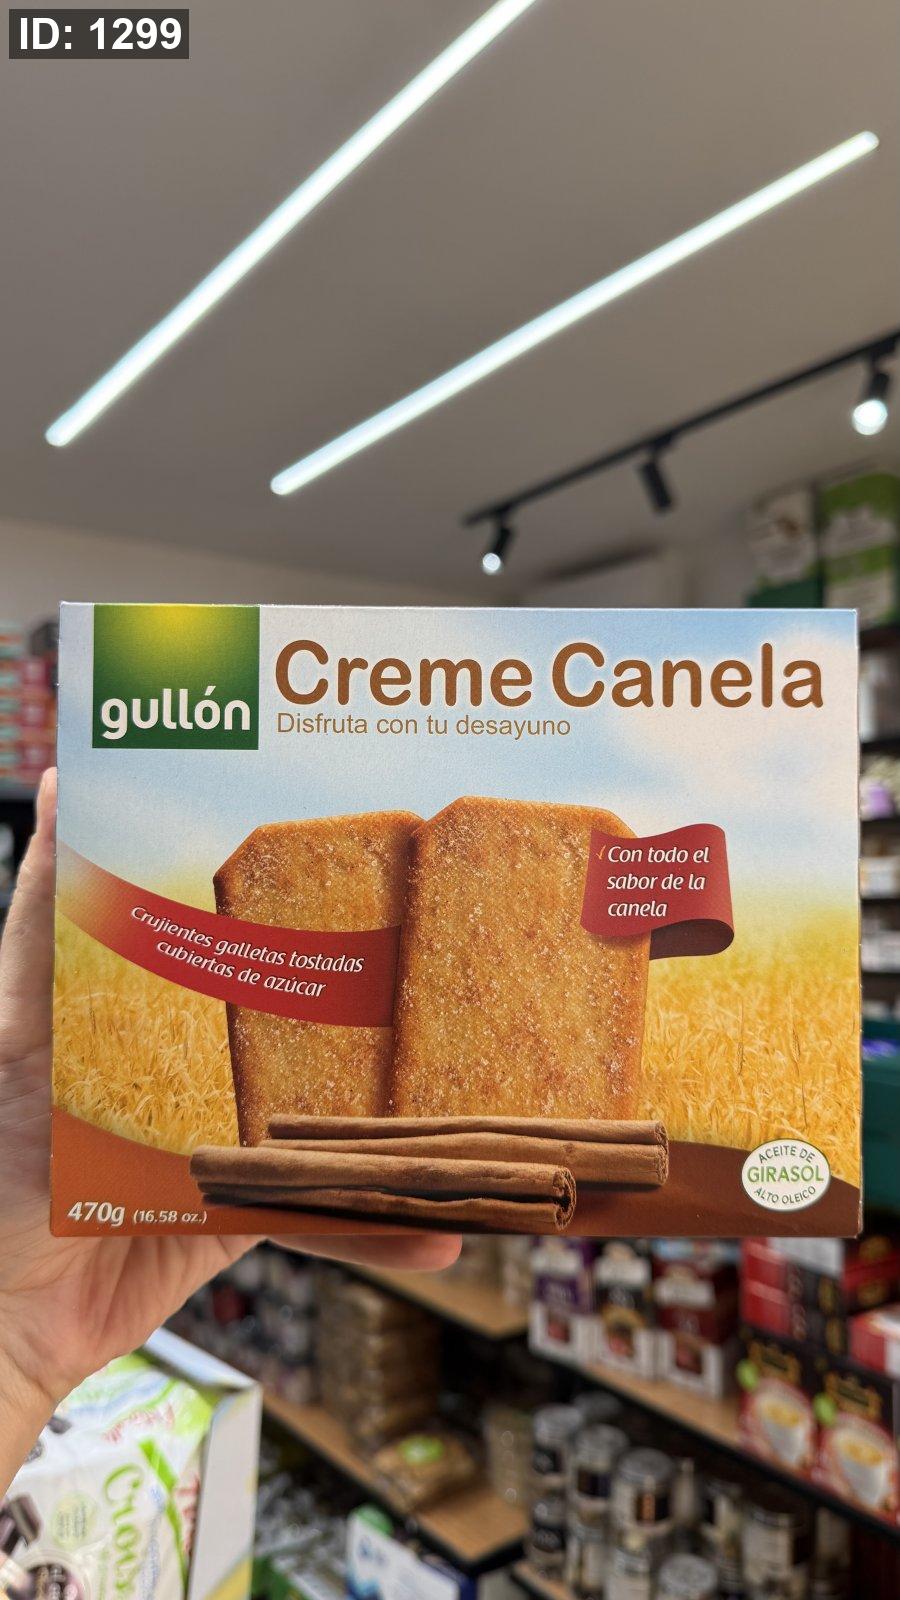 ID: 1299
gullón
Creme Canela
Disfruta con tu desayuno
✓Con todo el
sabor de la
canela
Crujientes galletas tostadas
cubiertas de azúcar
ACEITE DE
GIRASOL
ALTO OLEICO
470g (16.58 oz.)